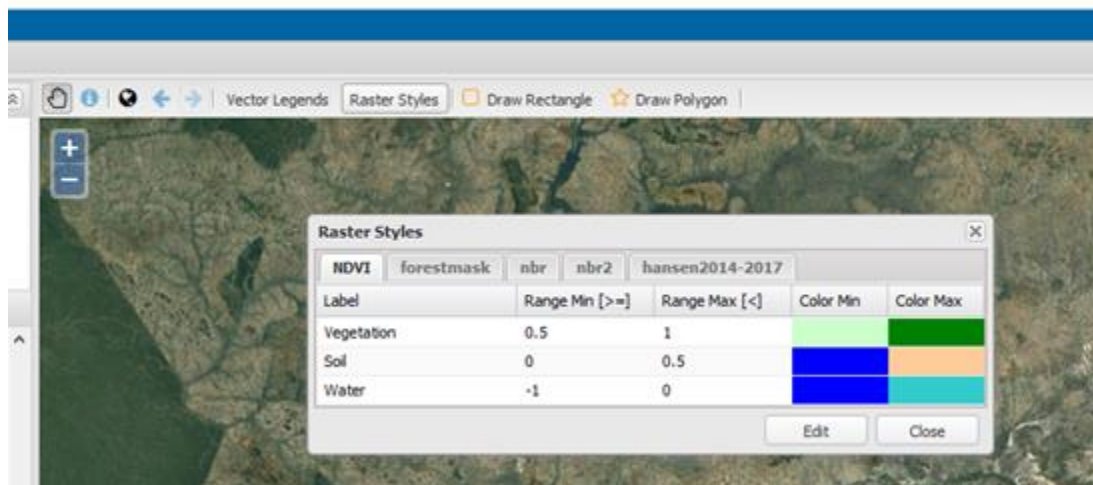 Vector Legends Raster Styles Draw Rectangle Draw Polygon
Raster Styles
NDVI forestmask nbr nbr2 hansen2014-2017
Label Range Min [>=] Range Max [<] Color Min Color Max
Vegetation 0.5 1
Soil 0 0.5
Water -1 0
Edit Close